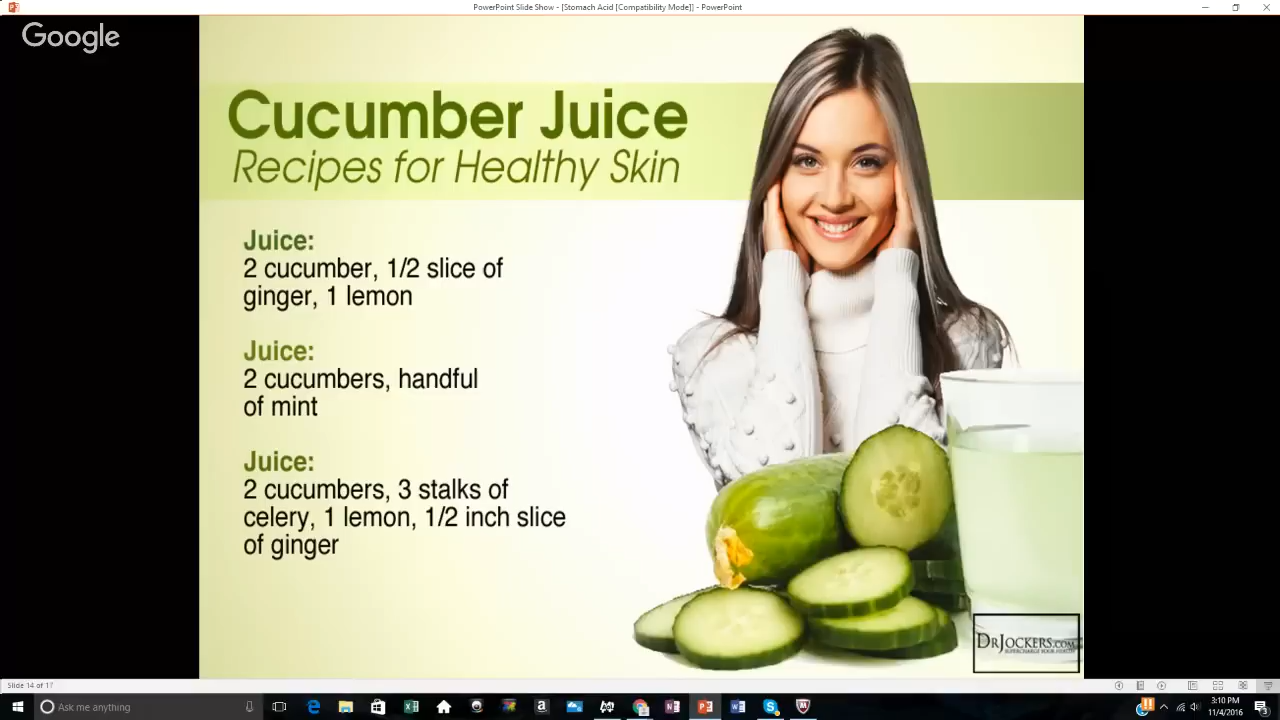 PowerPoint Slide Show - [Stomach Acid [Compatibility Mode]] - PowerPoint
Google
Cucumber Juice
Recipes for Healthy Skin
Juice:
2 cucumber, 1/2 slice of
ginger, 1 lemon
Juice:
2 cucumbers, handful
of mint
Juice:
2 cucumbers, 3 stalks of
celery, 1 lemon, 1/2 inch slice
of ginger
DrJockers.com
SUPERCHARGE YOUR HEALTH
Slide 14 of 17
Ask me anything
3:10 PM
11/4/2016